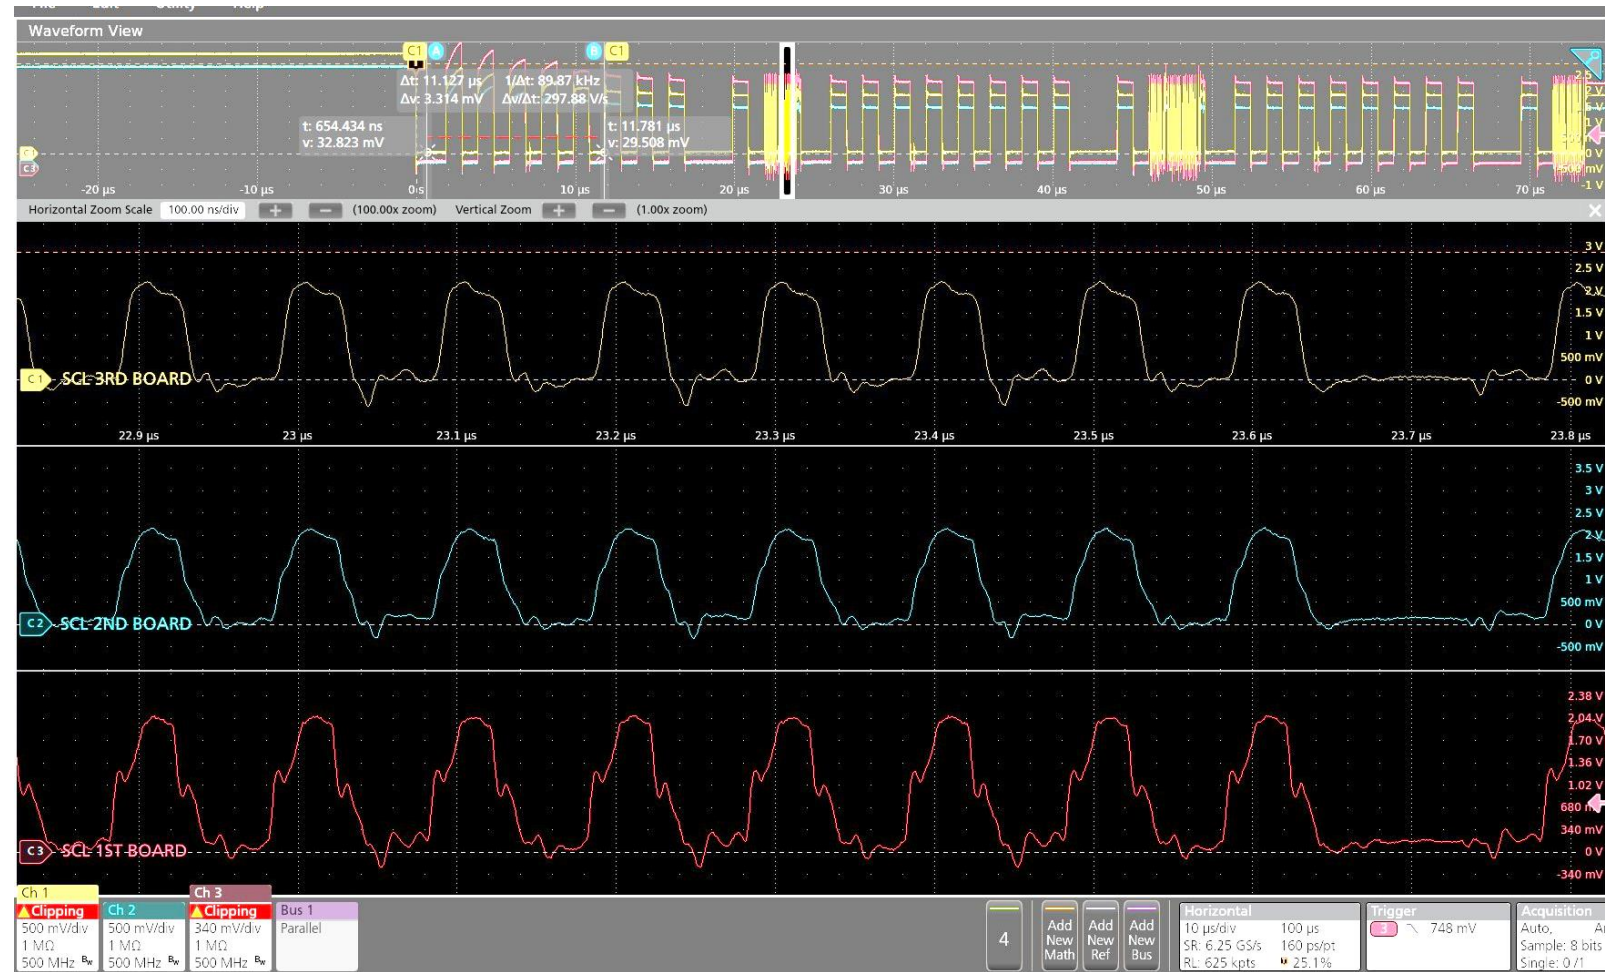 Waveform View
C1 A B C1
Δt: 11.127 µs 1/Δt: 89.87 kHz
Δv: 3.314 mV Δv/Δt: 297.88 V/s
t: 654.434 ns
v: 32.823 mV
t: 11.781 µs
v: 29.508 mV
C3
-20 µs -10 µs 0 s 10 µs 20 µs 30 µs 40 µs 50 µs 60 µs 70 µs
-1 V
Horizontal Zoom Scale 100.00 ns/div (100.00x zoom) Vertical Zoom (1.00x zoom)
3 V
2.5 V
2 V
1.5 V
1 V
500 mV
C1 SCL 3RD BOARD 0 V
-500 mV
22.9 µs 23 µs 23.1 µs 23.2 µs 23.3 µs 23.4 µs 23.5 µs 23.6 µs 23.7 µs 23.8 µs
3.5 V
3 V
2.5 V
2 V
1.5 V
1 V
500 mV
C2 SCL 2ND BOARD 0 V
-500 mV
2.38 V
2.04 V
1.70 V
1.36 V
1.02 V
680
340 mV
C3 SCL 1ST BOARD 0 V
-340 mV
Ch 1
Clipping
500 mV/div
1 MΩ
500 MHz Bw
Ch 2
500 mV/div
1 MΩ
500 MHz Bw
Ch 3
Clipping
340 mV/div
1 MΩ
500 MHz Bw
Bus 1
Parallel
4
Add New Math
Add New Ref
Add New Bus
Horizontal
10 µs/div 100 µs
SR: 6.25 GS/s 160 ps/pt
RL: 625 kpts 25.1%
Trigger
3 748 mV
Acquisition
Auto,
Sample: 8 bits
Single: 0 /1